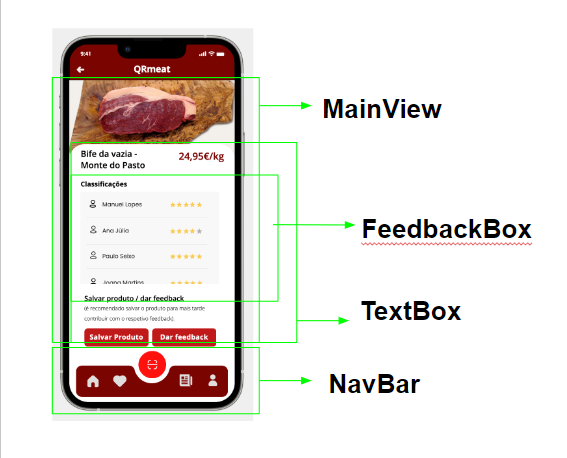 9:41
QRmeat
MainView
Bife da vazia -
Monte do Pasto
24,95€/kg
Classificações
Manuel Lopes
FeedbackBox
Ana Júlia
Paulo Seixo
Joana Martins
Salvar produto / dar feedback
(é recomendado salvar o produto para mais tarde
contribuir com o respetivo feedback).
TextBox
Salvar Produto
Dar feedback
NavBar